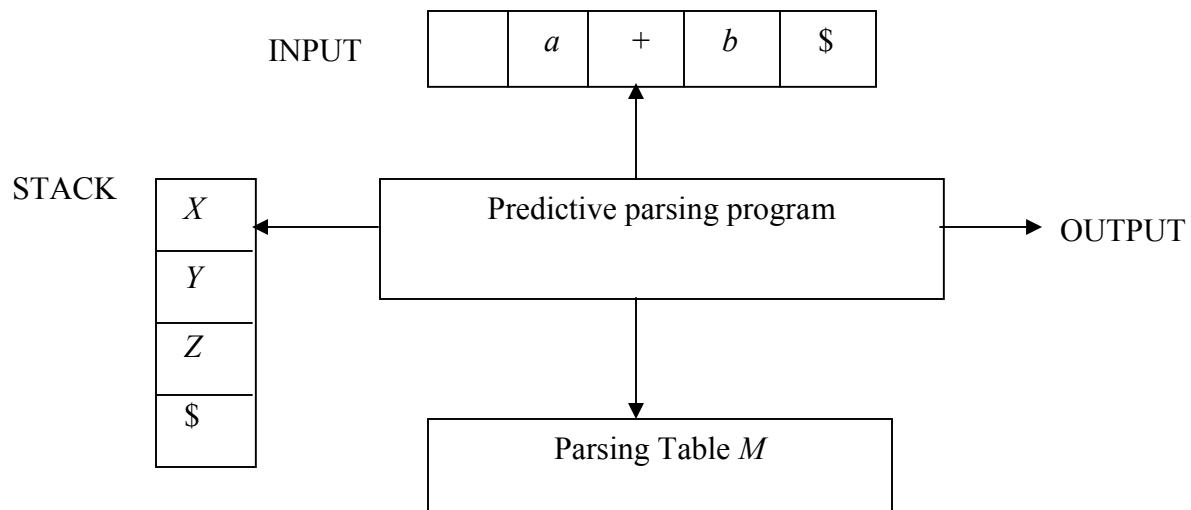 INPUT
a + b $
STACK
X
Y
Z
$
Predictive parsing program
OUTPUT
Parsing Table M